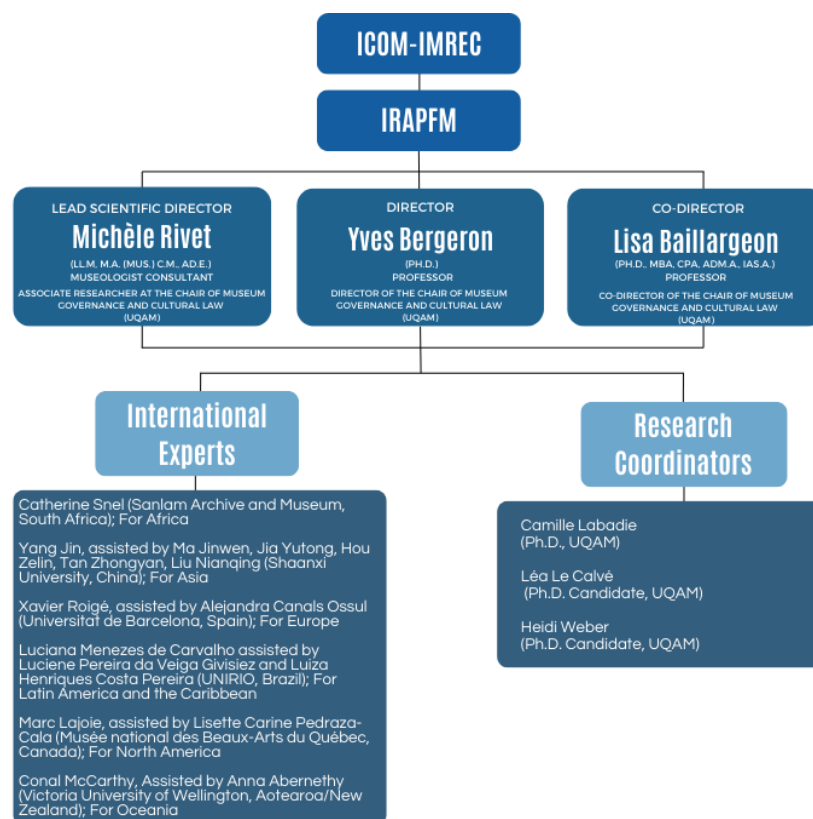 ICOM-IMREC
IRAPFM
LEAD SCIENTIFIC DIRECTOR
Michèle Rivet
(LL.M, M.A. (MUS.) C.M., AD.E.)
MUSEOLOGIST CONSULTANT
ASSOCIATE RESEARCHER AT THE CHAIR OF MUSEUM
GOVERNANCE AND CULTURAL LAW
(UQAM)
DIRECTOR
Yves Bergeron
(PH.D.)
PROFESSOR
DIRECTOR OF THE CHAIR OF MUSEUM
GOVERNANCE AND CULTURAL LAW
(UQAM)
CO-DIRECTOR
Lisa Baillargeon
(PH.D., MBA, CPA, ADM.A., IAS.A.)
PROFESSOR
CO-DIRECTOR OF THE CHAIR OF MUSEUM
GOVERNANCE AND CULTURAL LAW
(UQAM)
International
Experts
Catherine Snel (Sanlam Archive and Museum,
South Africa); For Africa
Yang Jin, assisted by Ma Jinwen, Jia Yutong, Hou
Zelin, Tan Zhongyan, Liu Nianqing (Shaanxi
University, China); For Asia
Xavier Roigé, assisted by Alejandra Canals Ossul
(Universitat de Barcelona, Spain); For Europe
Luciana Menezes de Carvalho assisted by
Luciene Pereira da Veiga Givisiez and Luiza
Henriques Costa Pereira (UNIRIO, Brazil); For
Latin America and the Caribbean
Marc Lajoie, assisted by Lisette Carine Pedraza-
Cala (Musée national des Beaux-Arts du Québec,
Canada); For North America
Conal McCarthy, Assisted by Anna Abernethy
(Victoria University of Wellington, Aotearoa/New
Zealand); For Oceania
Research
Coordinators
Camille Labadie
(Ph.D., UQAM)
Léa Le Calvé
(Ph.D. Candidate, UQAM)
Heidi Weber
(Ph.D. Candidate, UQAM)